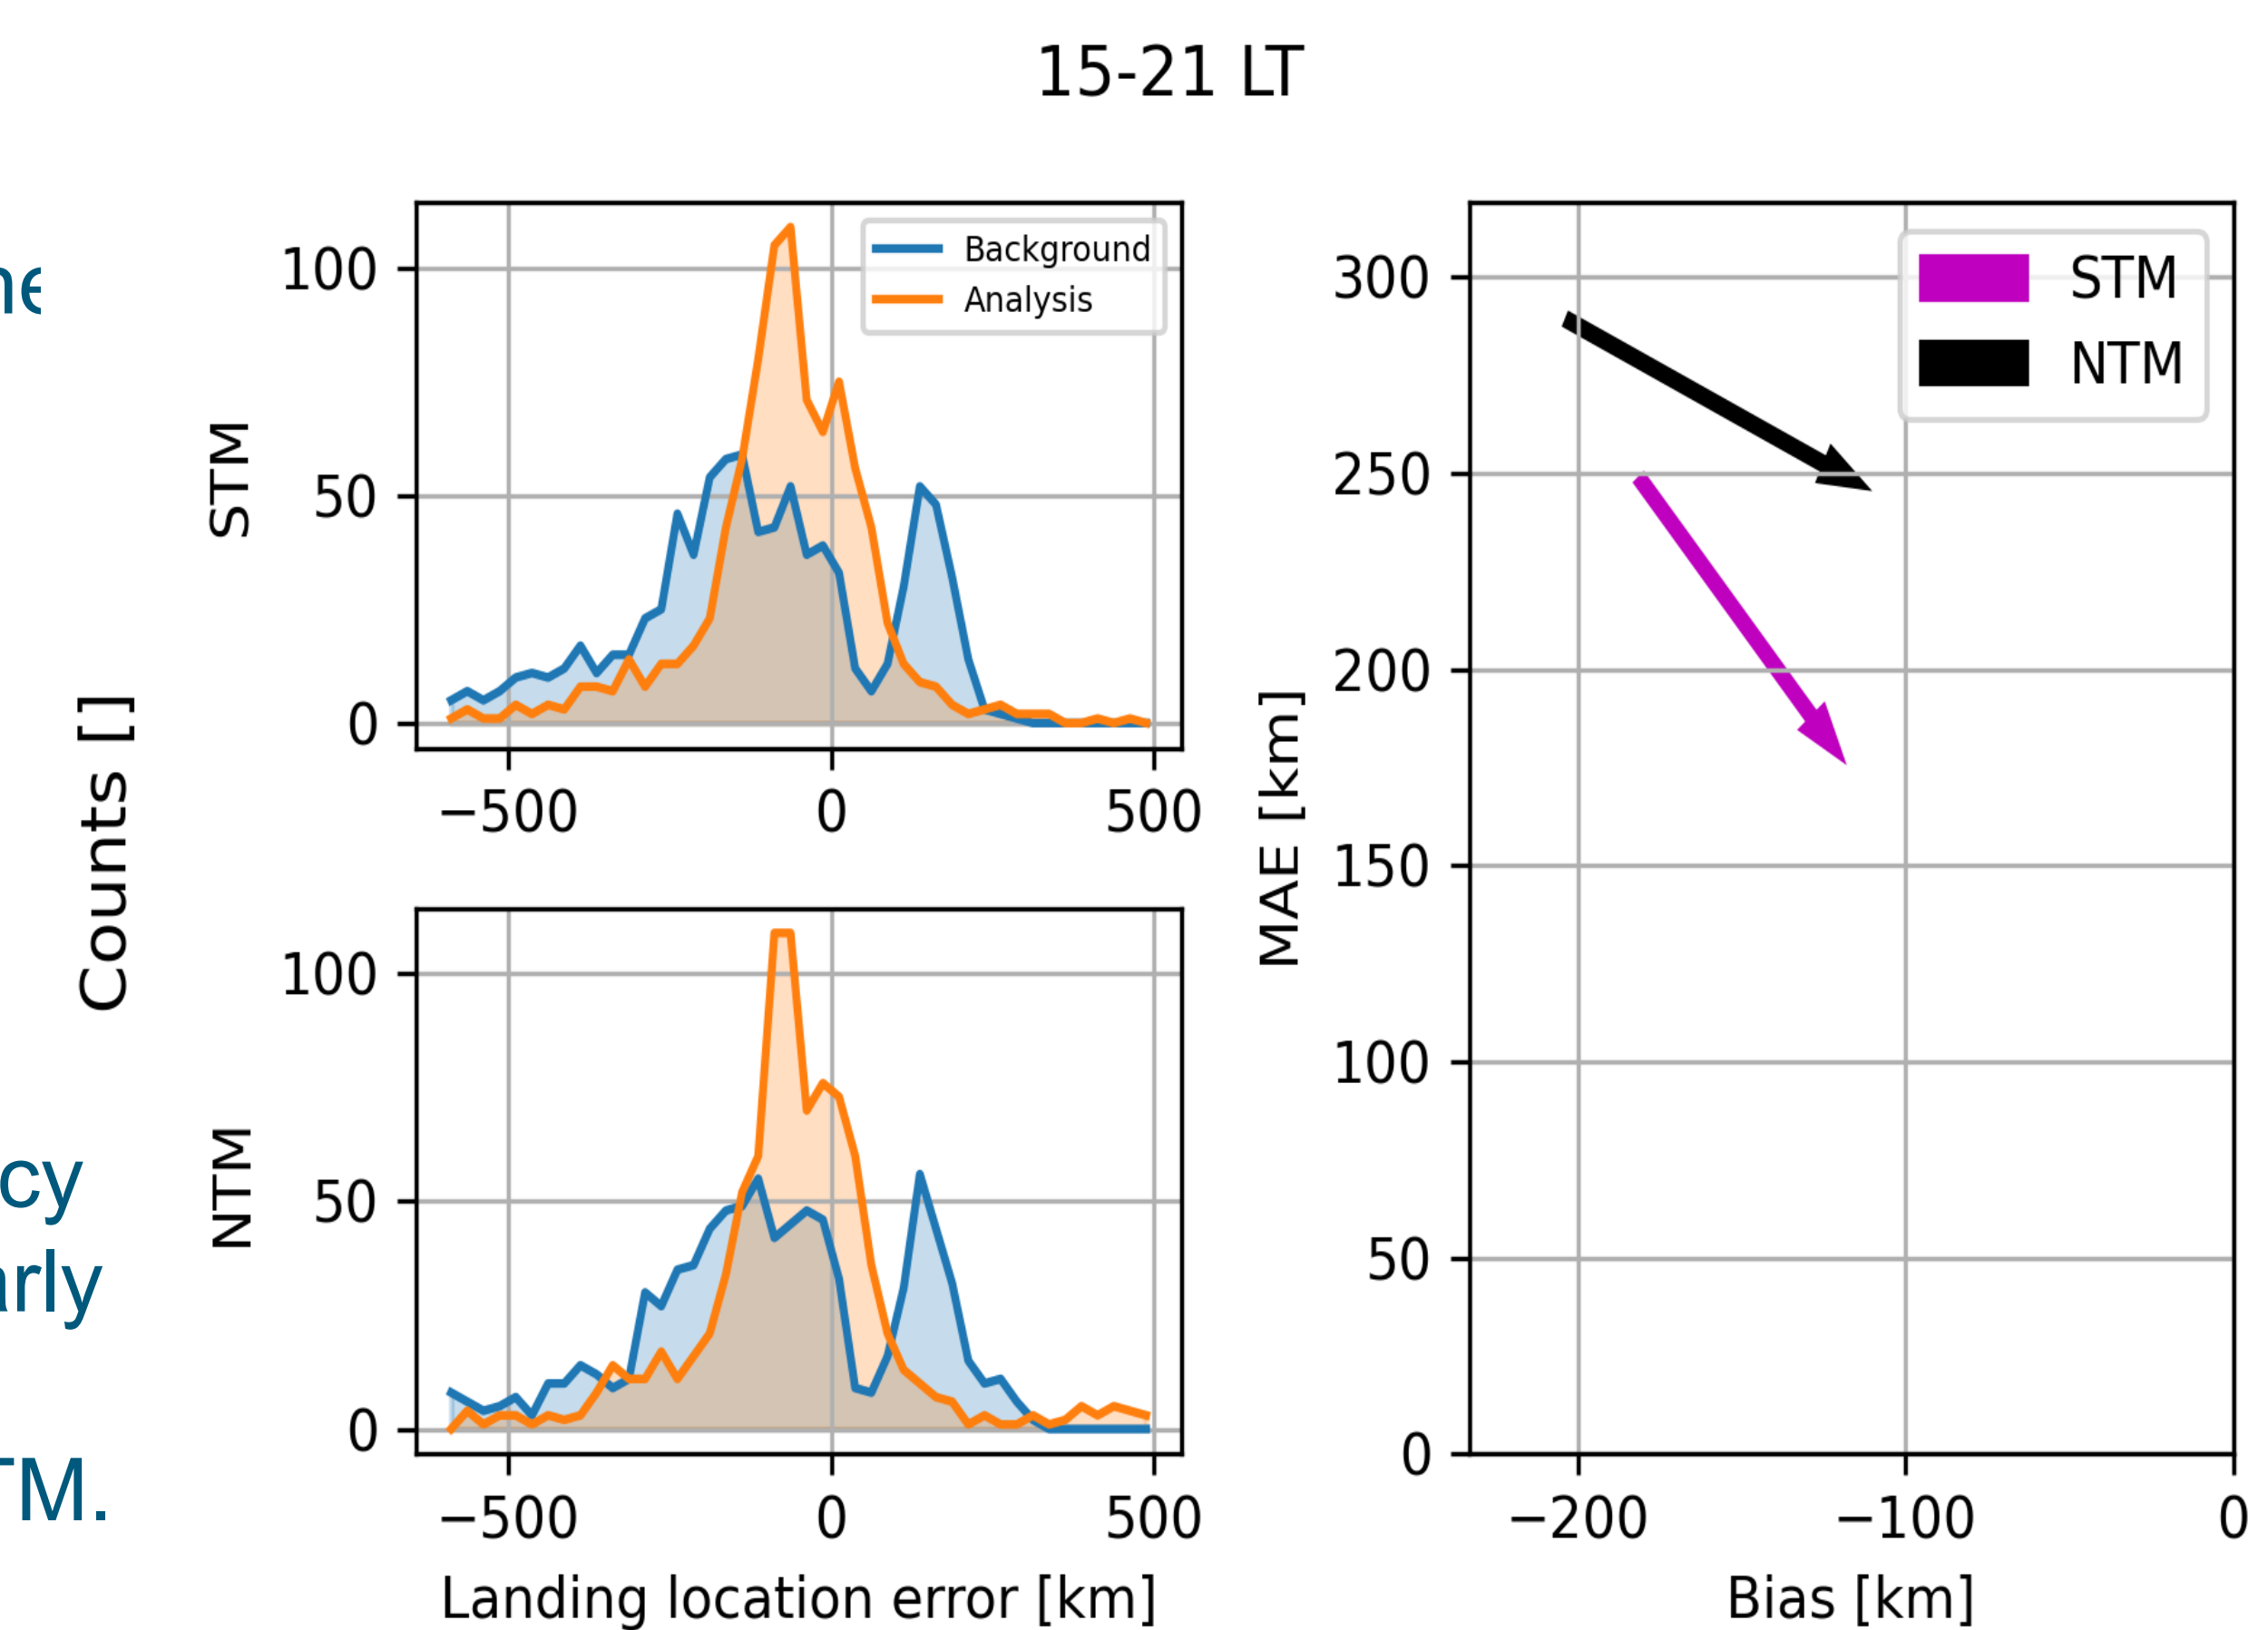 15-21 LT
cy
arly
TM.
Counts []
STM
100
50
0
Background
Analysis
−500
0
500
NTM
100
50
0
−500
0
500
Landing location error [km]
MAE [km]
300
250
200
150
100
50
0
STM
NTM
−200
−100
0
Bias [km]